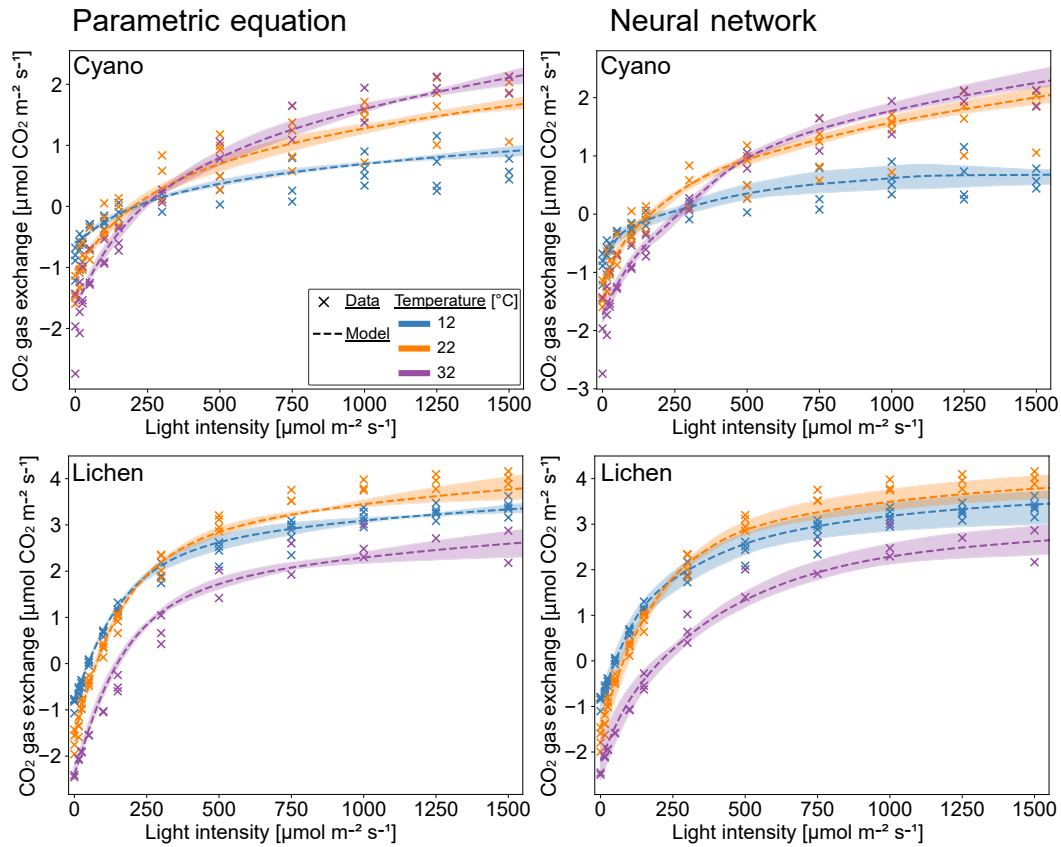 Parametric equation
Neural network
Cyano
CO₂ gas exchange [µmol CO₂ m⁻² s⁻¹]
2
1
0
−1
−2
0 250 500 750 1000 1250 1500
Light intensity [µmol m⁻² s⁻¹]
× Data Temperature [°C]
Model
12
22
32
Cyano
CO₂ gas exchange [µmol CO₂ m⁻² s⁻¹]
2
1
0
−1
−2
−3
0 250 500 750 1000 1250 1500
Light intensity [µmol m⁻² s⁻¹]
Lichen
CO₂ gas exchange [µmol CO₂ m⁻² s⁻¹]
4
3
2
1
0
−1
−2
0 250 500 750 1000 1250 1500
Light intensity [µmol m⁻² s⁻¹]
Lichen
CO₂ gas exchange [µmol CO₂ m⁻² s⁻¹]
4
3
2
1
0
−1
−2
0 250 500 750 1000 1250 1500
Light intensity [µmol m⁻² s⁻¹]